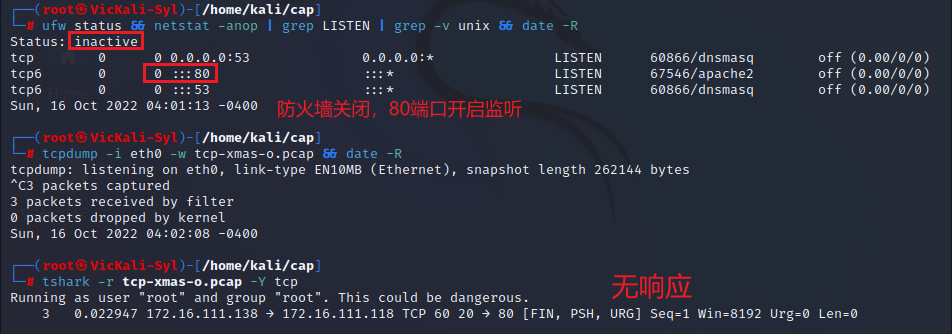 ┌──(root㉿VicKali-Syl)-[/home/kali/cap]
└─# ufw status && netstat -anop | grep LISTEN | grep -v unix && date -R
Status: inactive
tcp 0 0 0.0.0.0:53 0.0.0.0:* LISTEN 60866/dnsmasq off (0.00/0/0)
tcp6 0 0 :::80 :::* LISTEN 67546/apache2 off (0.00/0/0)
tcp6 0 0 :::53 :::* LISTEN 60866/dnsmasq off (0.00/0/0)
Sun, 16 Oct 2022 04:01:13 -0400
防火墙关闭，80端口开启监听
┌──(root㉿VicKali-Syl)-[/home/kali/cap]
└─# tcpdump -i eth0 -w tcp-xmas-o.pcap && date -R
tcpdump: listening on eth0, link-type EN10MB (Ethernet), snapshot length 262144 bytes
^C3 packets captured
3 packets received by filter
0 packets dropped by kernel
Sun, 16 Oct 2022 04:02:08 -0400
┌──(root㉿VicKali-Syl)-[/home/kali/cap]
└─# tshark -r tcp-xmas-o.pcap -Y tcp
无响应
Running as user "root" and group "root". This could be dangerous.
3 0.022947 172.16.111.138 → 172.16.111.118 TCP 60 20 → 80 [FIN, PSH, URG] Seq=1 Win=8192 Urg=0 Len=0